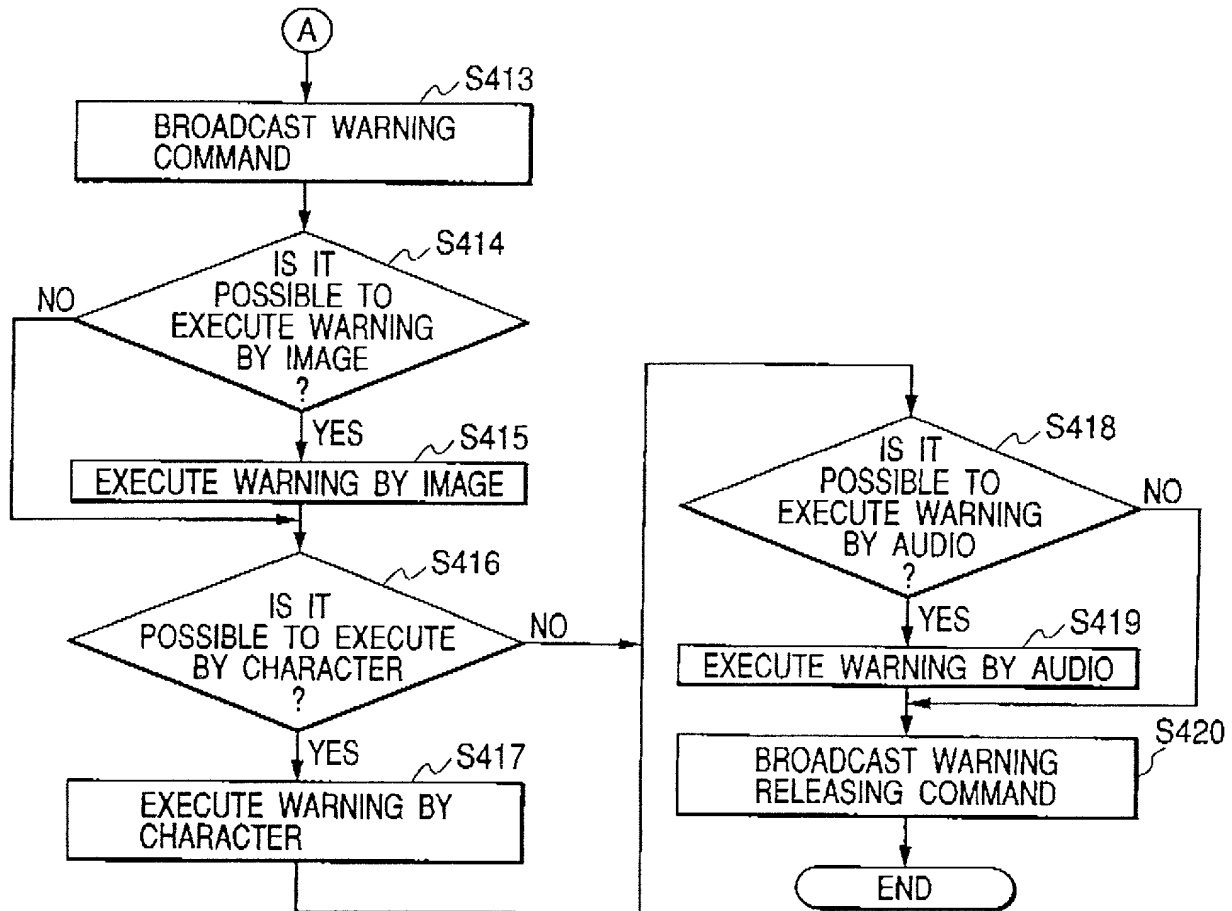 A
S413
BROADCAST WARNING
COMMAND
S414
IS IT
POSSIBLE TO
EXECUTE WARNING
BY IMAGE
?
NO
YES
S415
EXECUTE WARNING BY IMAGE
S416
IS IT
POSSIBLE TO EXECUTE
BY CHARACTER
?
NO
YES
S417
EXECUTE WARNING BY
CHARACTER
S418
IS IT
POSSIBLE TO
EXECUTE WARNING
BY AUDIO
?
NO
YES
S419
EXECUTE WARNING BY AUDIO
S420
BROADCAST WARNING
RELEASING COMMAND
END